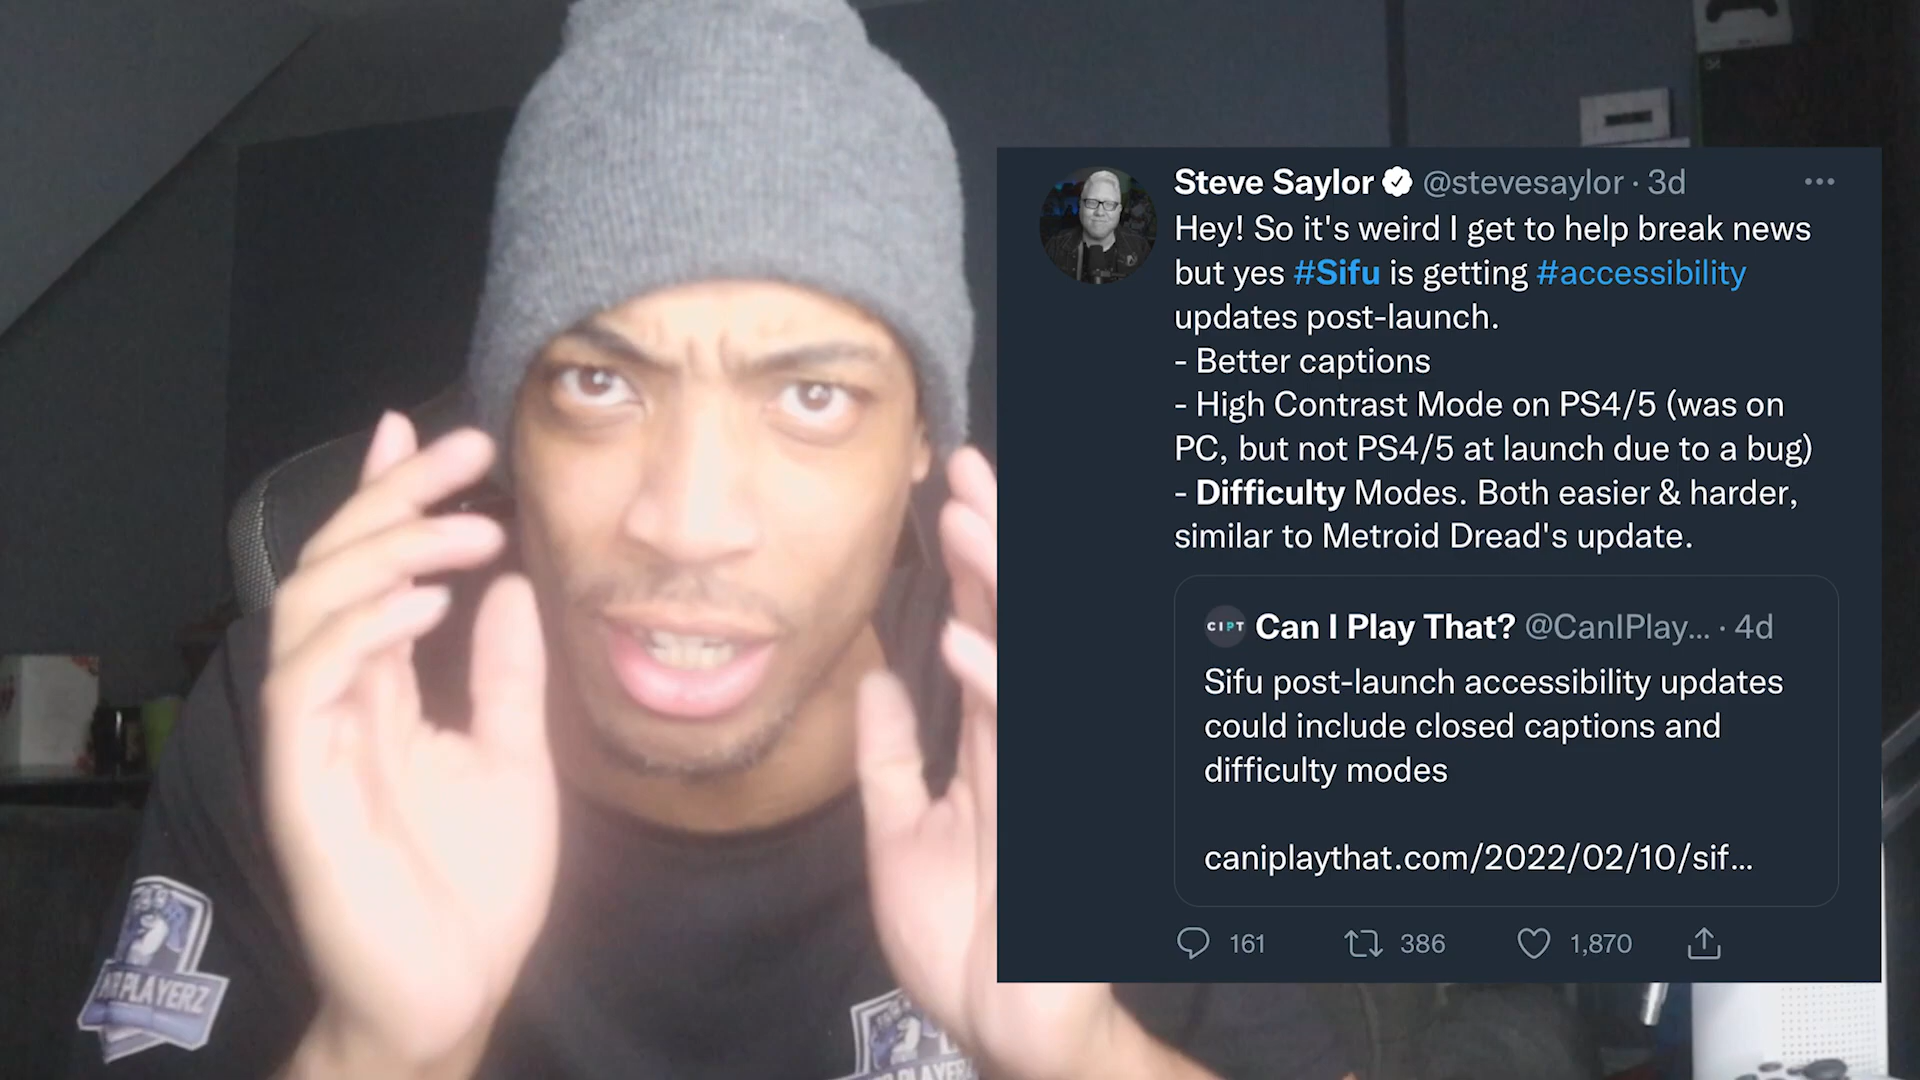 Steve Saylor @stevesaylor · 3d
Hey! So it's weird I get to help break news
but yes #Sifu is getting #accessibility
updates post-launch.
- Better captions
- High Contrast Mode on PS4/5 (was on
PC, but not PS4/5 at launch due to a bug)
- Difficulty Modes. Both easier & harder,
similar to Metroid Dread's update.
CIPT Can I Play That? @CanIPlay... · 4d
Sifu post-launch accessibility updates
could include closed captions and
difficulty modes
caniplaythat.com/2022/02/10/sif...
161 386 1,870
PLAYERZ